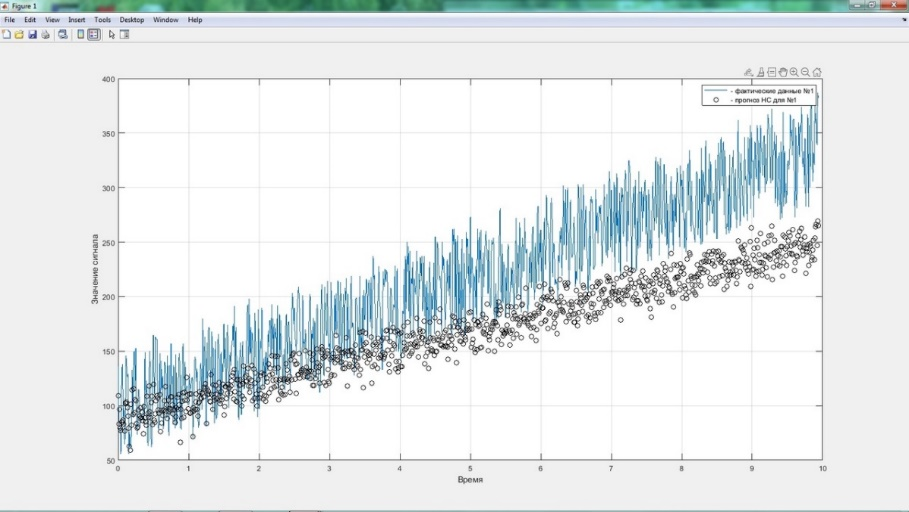 Figure 1
File Edit View Insert Tools Desktop Window Help
- фактические данные №1
- прогноз НС для №1
400
350
300
250
200
150
100
50
Значение сигнала
0 1 2 3 4 5 6 7 8 9 10
Время